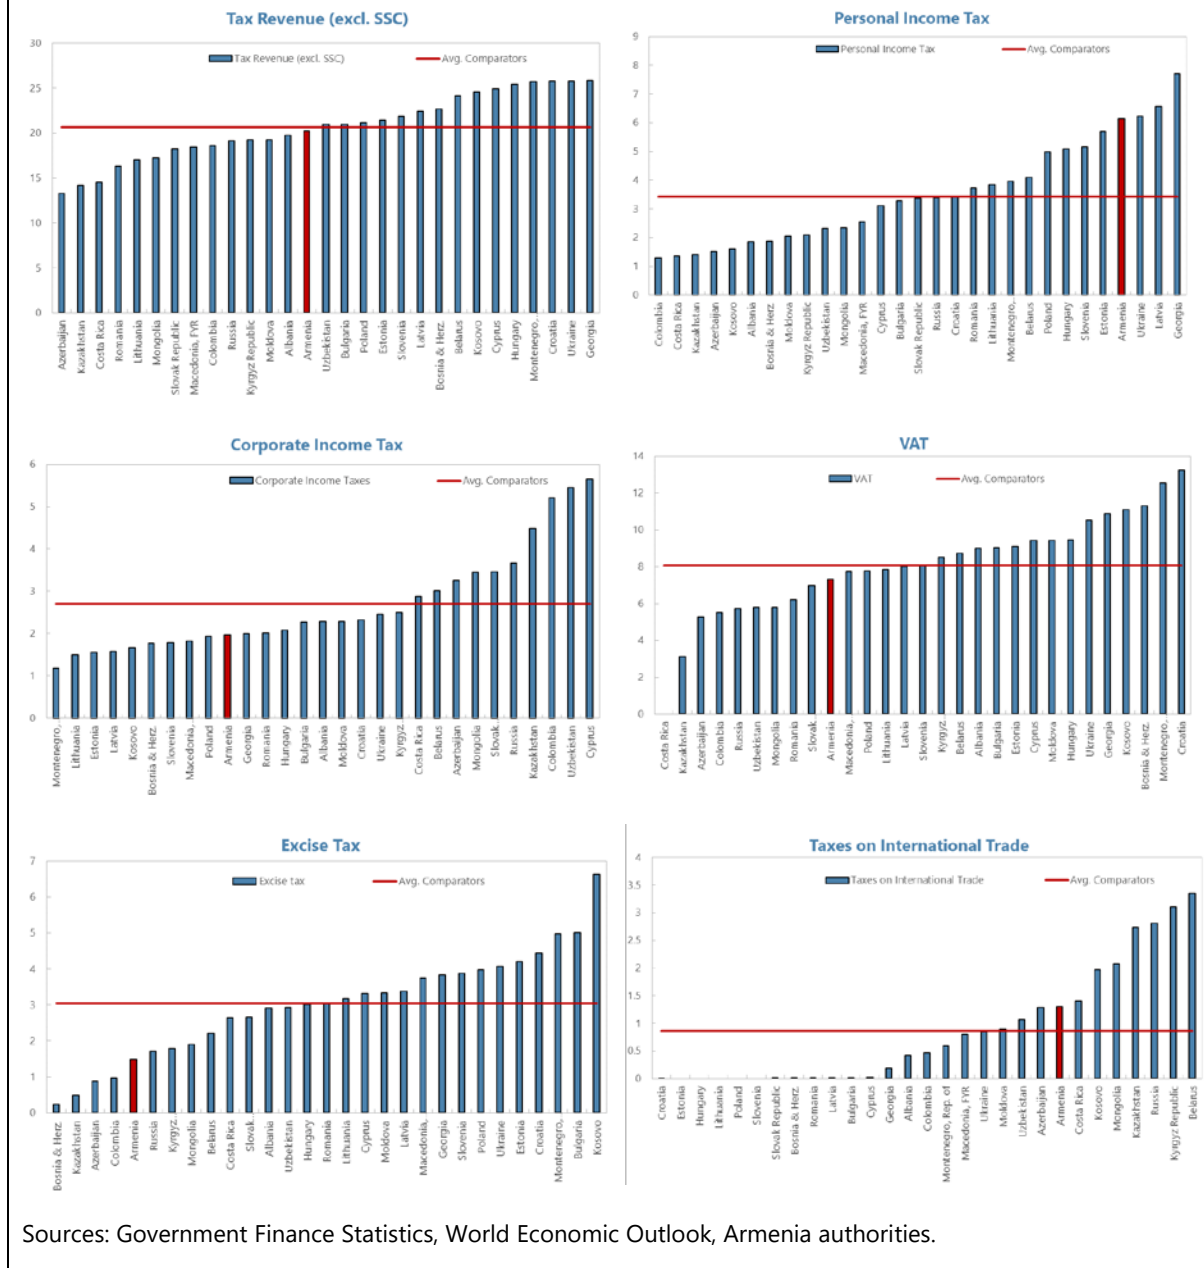 Tax Revenue (excl. SSC)
30
25
20
15
10
5
0
Tax Revenue (excl. SSC)
Avg. Comparators
Azerbaijan
Kazakhstan
Costa Rica
Romania
Lithuania
Mongolia
Slovak Republic
Macedonia, FYR
Colombia
Russia
Kyrgyz Republic
Moldova
Albania
Armenia
Uzbekistan
Bulgaria
Poland
Estonia
Slovenia
Latvia
Bosnia & Herz.
Belarus
Kosovo
Cyprus
Hungary
Montenegro,
Croatia
Ukraine
Georgia
Personal Income Tax
9
8
7
6
5
4
3
2
1
0
Personal Income Tax
Avg. Comparators
Colombia
Costa Rica
Kazakhstan
Azerbaijan
Kosovo
Albania
Bosnia & Herz.
Moldova
Kyrgyz Republic
Uzbekistan
Mongolia
Macedonia, FYR
Cyprus
Bulgaria
Slovak Republic
Russia
Croatia
Romania
Lithuania
Montenegro,
Belarus
Poland
Hungary
Slovenia
Estonia
Armenia
Ukraine
Latvia
Georgia
Corporate Income Tax
6
5
4
3
2
1
0
Corporate Income Taxes
Avg. Comparators
Montenegro,
Lithuania
Estonia
Latvia
Kosovo
Bosnia & Herz.
Slovenia
Macedonia,
Poland
Armenia
Georgia
Romania
Hungary
Bulgaria
Albania
Moldova
Croatia
Ukraine
Kyrgyz.
Costa Rica
Belarus
Azerbaijan
Mongolia
Slovak.
Russia
Kazakhstan
Colombia
Uzbekistan
Cyprus
VAT
14
12
10
8
6
4
2
0
VAT
Avg. Comparators
Costa Rica
Kazakhstan
Azerbaijan
Colombia
Russia
Uzbekistan
Mongolia
Romania
Slovak
Armenia
Macedonia,
Poland
Lithuania
Latvia
Slovenia
Kyrgyz.
Belarus
Albania
Bulgaria
Estonia
Cyprus
Moldova
Hungary
Ukraine
Georgia
Kosovo
Bosnia & Herz.
Montenegro,
Croatia
Excise Tax
7
6
5
4
3
2
1
0
Excise tax
Avg. Comparators
Bosnia & Herz.
Kazakhstan
Azerbaijan
Colombia
Armenia
Russia
Kyrgyz.
Mongolia
Belarus
Costa Rica
Slovak.
Albania
Uzbekistan
Hungary
Romania
Lithuania
Cyprus
Moldova
Latvia
Macedonia,
Georgia
Slovenia
Poland
Ukraine
Estonia
Croatia
Montenegro,
Bulgaria
Kosovo
Taxes on International Trade
4
3.5
3
2.5
2
1.5
1
0.5
0
Taxes on International Trade
Avg. Comparators
Croatia
Estonia
Hungary
Lithuania
Poland
Slovenia
Slovak Republic
Bosnia & Herz.
Romania
Latvia
Bulgaria
Cyprus
Georgia
Albania
Colombia
Montenegro, Rep. of
Macedonia, FYR
Ukraine
Moldova
Uzbekistan
Azerbaijan
Armenia
Costa Rica
Kosovo
Mongolia
Kazakhstan
Russia
Kyrgyz Republic
Belarus
Sources: Government Finance Statistics, World Economic Outlook, Armenia authorities.